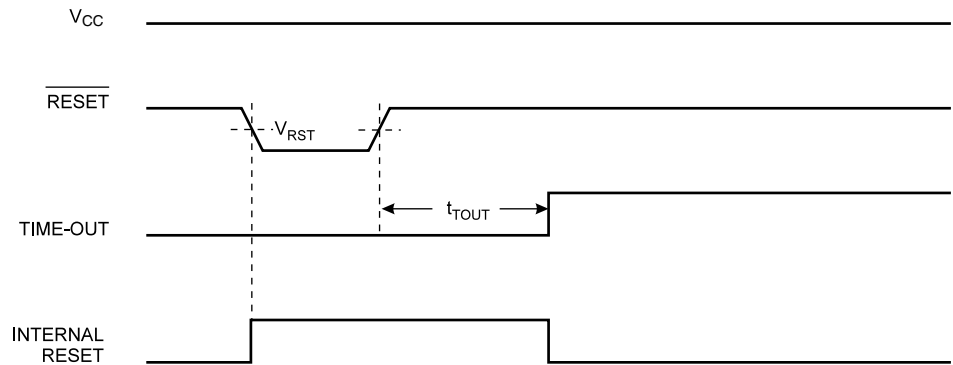 VCC
RESET
VRST
tTOUT
TIME-OUT
INTERNAL
RESET